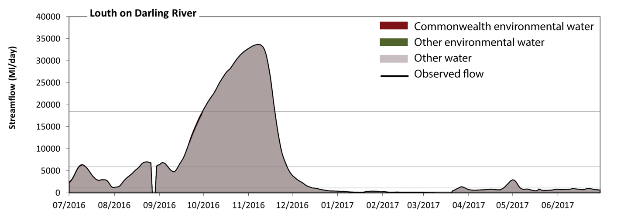 Louth on Darling River
Streamflow (Ml/day)
40000
35000
30000
25000
20000
15000
10000
5000
0
07/2016 08/2016 09/2016 10/2016 11/2016 12/2016 01/2017 02/2017 03/2017 04/2017 05/2017 06/2017
Commonwealth environmental water
Other environmental water
Other water
Observed flow